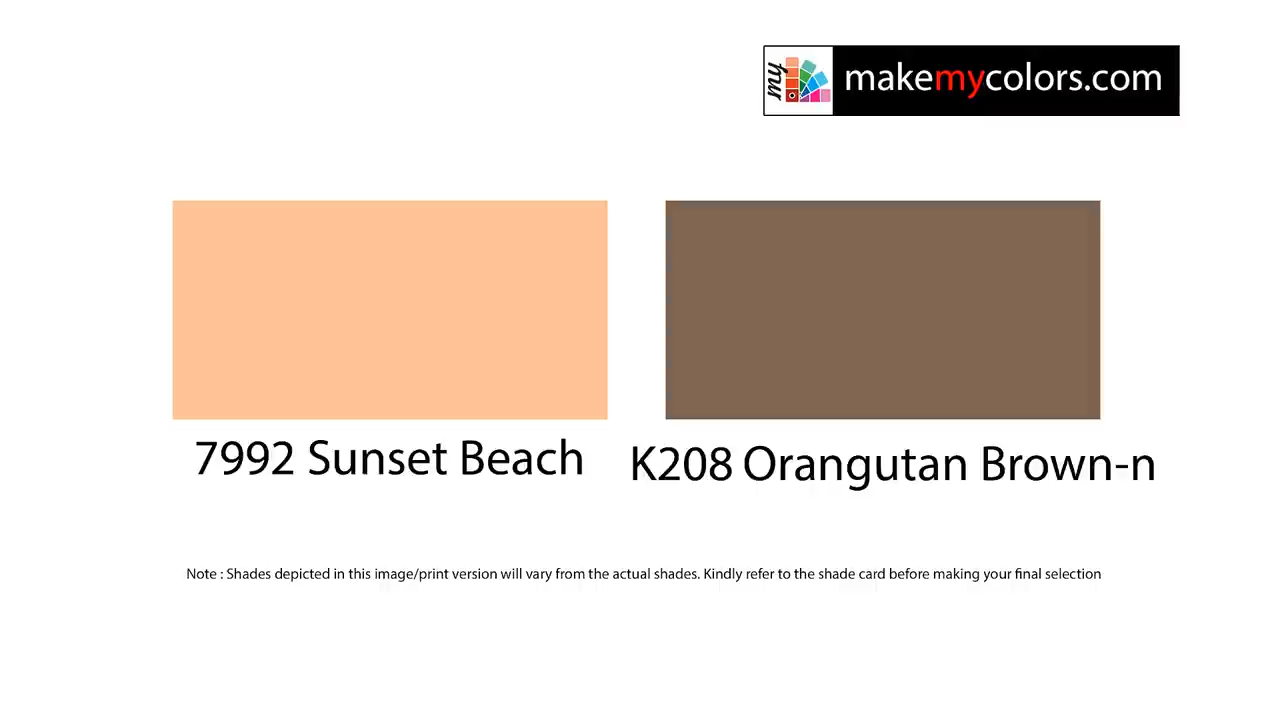 my
makemycolors.com
7992 Sunset Beach
K208 Orangutan Brown-n
Note : Shades depicted in this image/print version will vary from the actual shades. Kindly refer to the shade card before making your final selection